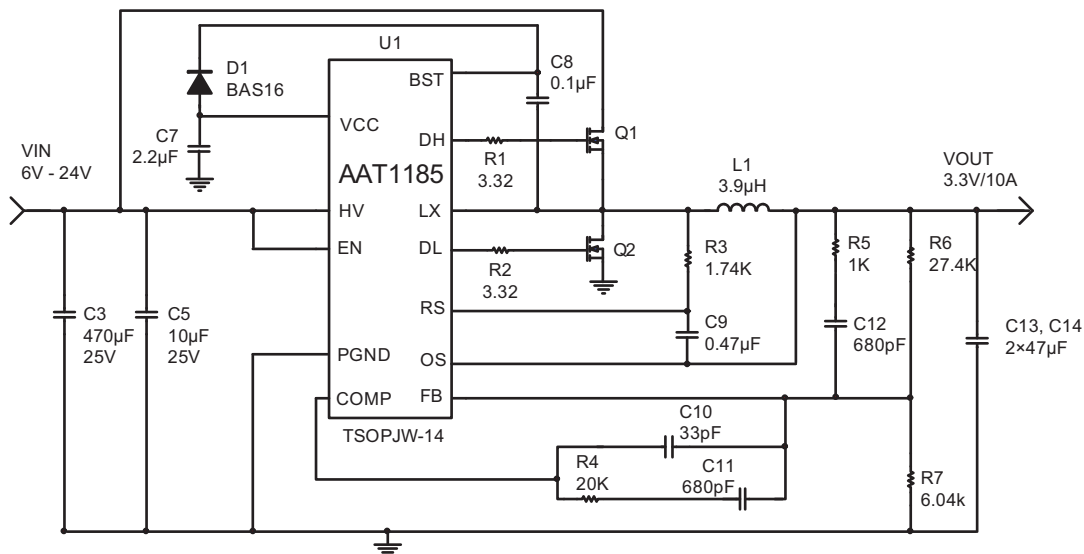 U1
D1
BAS16
C7
2.2µF
VIN
6V - 24V
VCC
BST
DH
AAT1185
HV
LX
EN
DL
RS
PGND
OS
COMP
FB
TSOPJW-14
C8
0.1µF
R1
3.32
Q1
R2
3.32
Q2
L1
3.9µH
VOUT
3.3V/10A
R3
1.74K
C9
0.47µF
R5
1K
R6
27.4K
C12
680pF
C13, C14
2×47µF
C3
470µF
25V
C5
10µF
25V
C10
33pF
R4
20K
C11
680pF
R7
6.04k